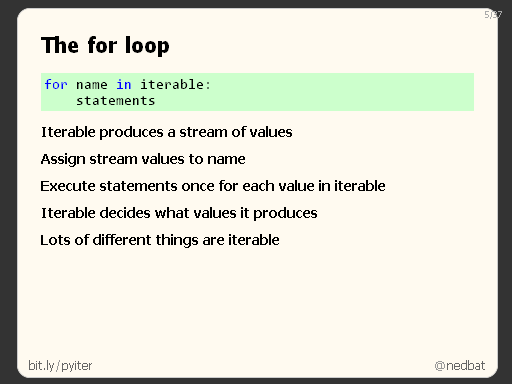 5/37
The for loop
for name in iterable:
    statements
Iterable produces a stream of values
Assign stream values to name
Execute statements once for each value in iterable
Iterable decides what values it produces
Lots of different things are iterable
bit.ly/pyiter
@nedbat